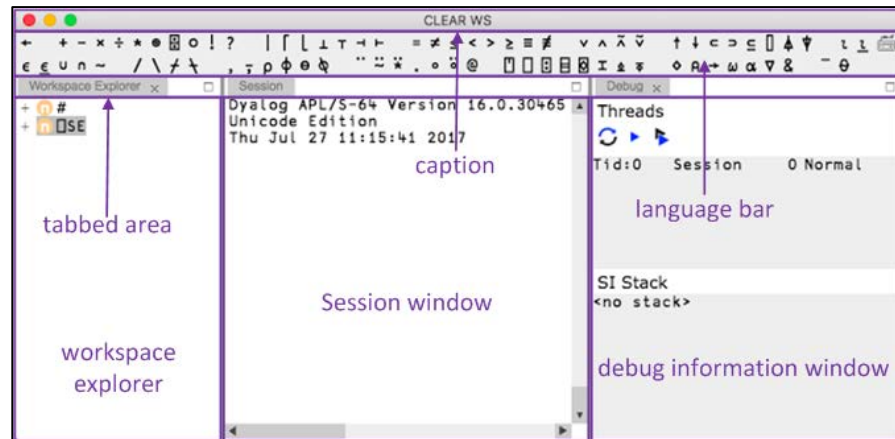 CLEAR WS
← + - × ÷ * ⍟ ⌹ ○ ! ? | ⌈ ⌊ ⊥ ⊤ ⊣ ⊢ = ≠ ≤ < > ≥ ≡ ≢ ∨ ∧ ⍲ ⍱ ↑ ↓ ⊂ ⊃ ⊆ ⌷ ⍋ ⍒ ⍳ ⍸
∊ ⍷ ∪ ∩ ~ / \ ⌿ ⍀ , ⍪ ⍴ ⌽ ⊖ ⍉ ¨ ⍨ ⍣ . ∘ ⍤ @ ⍞ ⎕ ⍠ ⌸ ⌺ ⌶ ⍎ ⍕ ⋄ ⍝ → ⍵ ⍺ ∇ & ¯ ⍬
Workspace Explorer × Session Debug ×
+ n #
+ n ⎕SE
Dyalog APL/S-64 Version 16.0.30465
Unicode Edition
Thu Jul 27 11:15:41 2017
Threads
Tid:0 Session 0 Normal
caption
language bar
tabbed area
SI Stack
<no stack>
Session window
workspace
explorer
debug information window